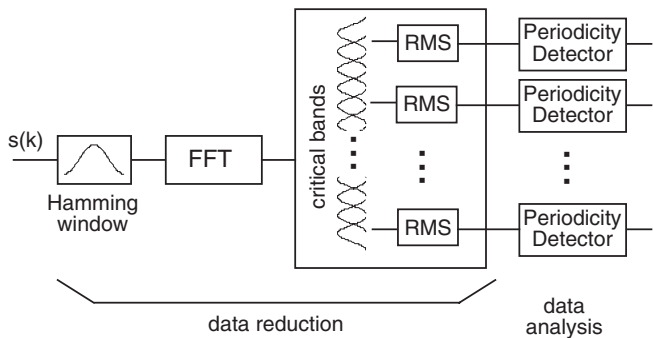 s(k)
Hamming
window
FFT
critical bands
RMS
Periodicity
Detector
RMS
Periodicity
Detector
RMS
Periodicity
Detector
data reduction
data
analysis